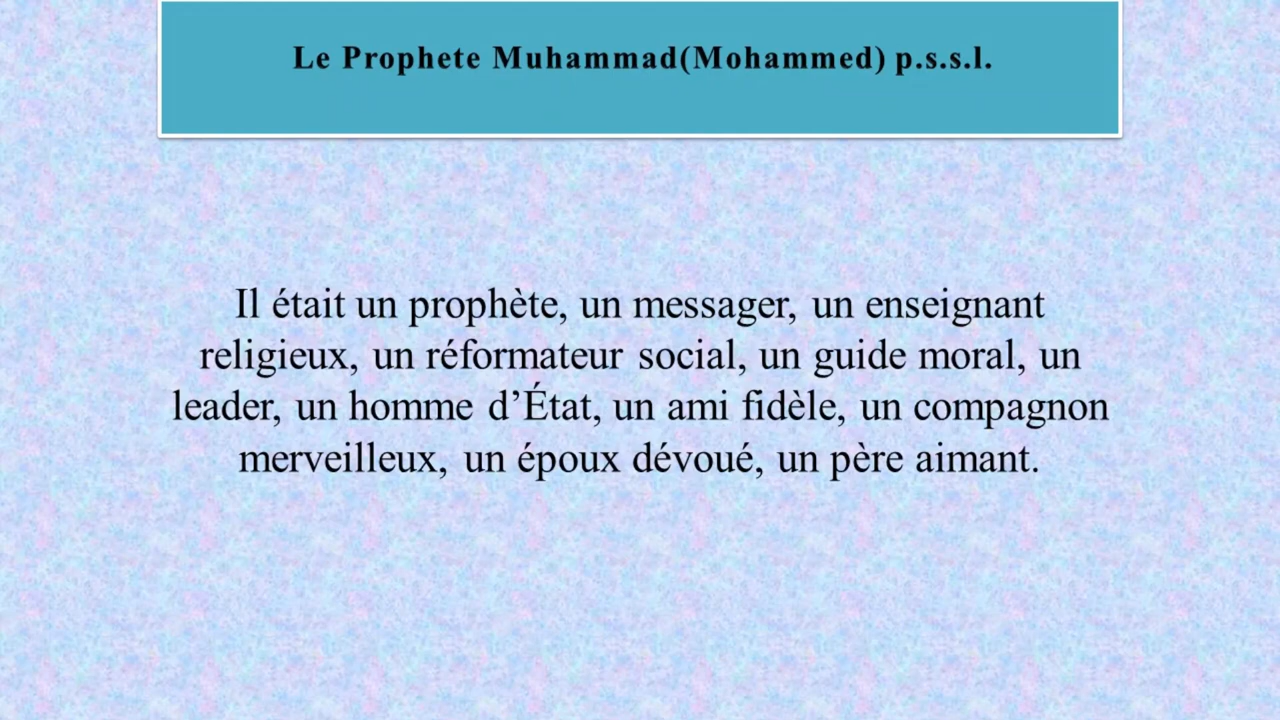 Le Prophete Muhammad(Mohammed) p.s.s.l.
Il était un prophète, un messager, un enseignant
religieux, un réformateur social, un guide moral, un
leader, un homme d’État, un ami fidèle, un compagnon
merveilleux, un époux dévoué, un père aimant.